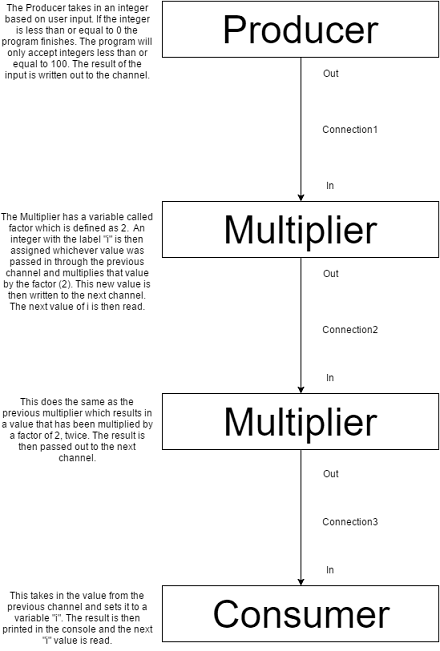 The Producer takes in an integer
based on user input. If the integer
is less than or equal to 0 the
program finishes. The program will
only accept integers less than or
equal to 100. The result of the
input is written out to the channel.
Producer
Out
Connection1
In
The Multiplier has a variable called
factor which is defined as 2. An
integer with the label "i" is then
assigned whichever value was
passed in through the previous
channel and multiplies that value
by the factor (2). This new value is
then written to the next channel.
The next value of i is then read.
Multiplier
Out
Connection2
In
This does the same as the
previous multiplier which results in
a value that has been multiplied by
a factor of 2, twice. The result is
then passed out to the next
channel.
Multiplier
Out
Connection3
In
This takes in the value from the
previous channel and sets it to a
variable "i". The result is then
printed in the console and the next
"i" value is read.
Consumer